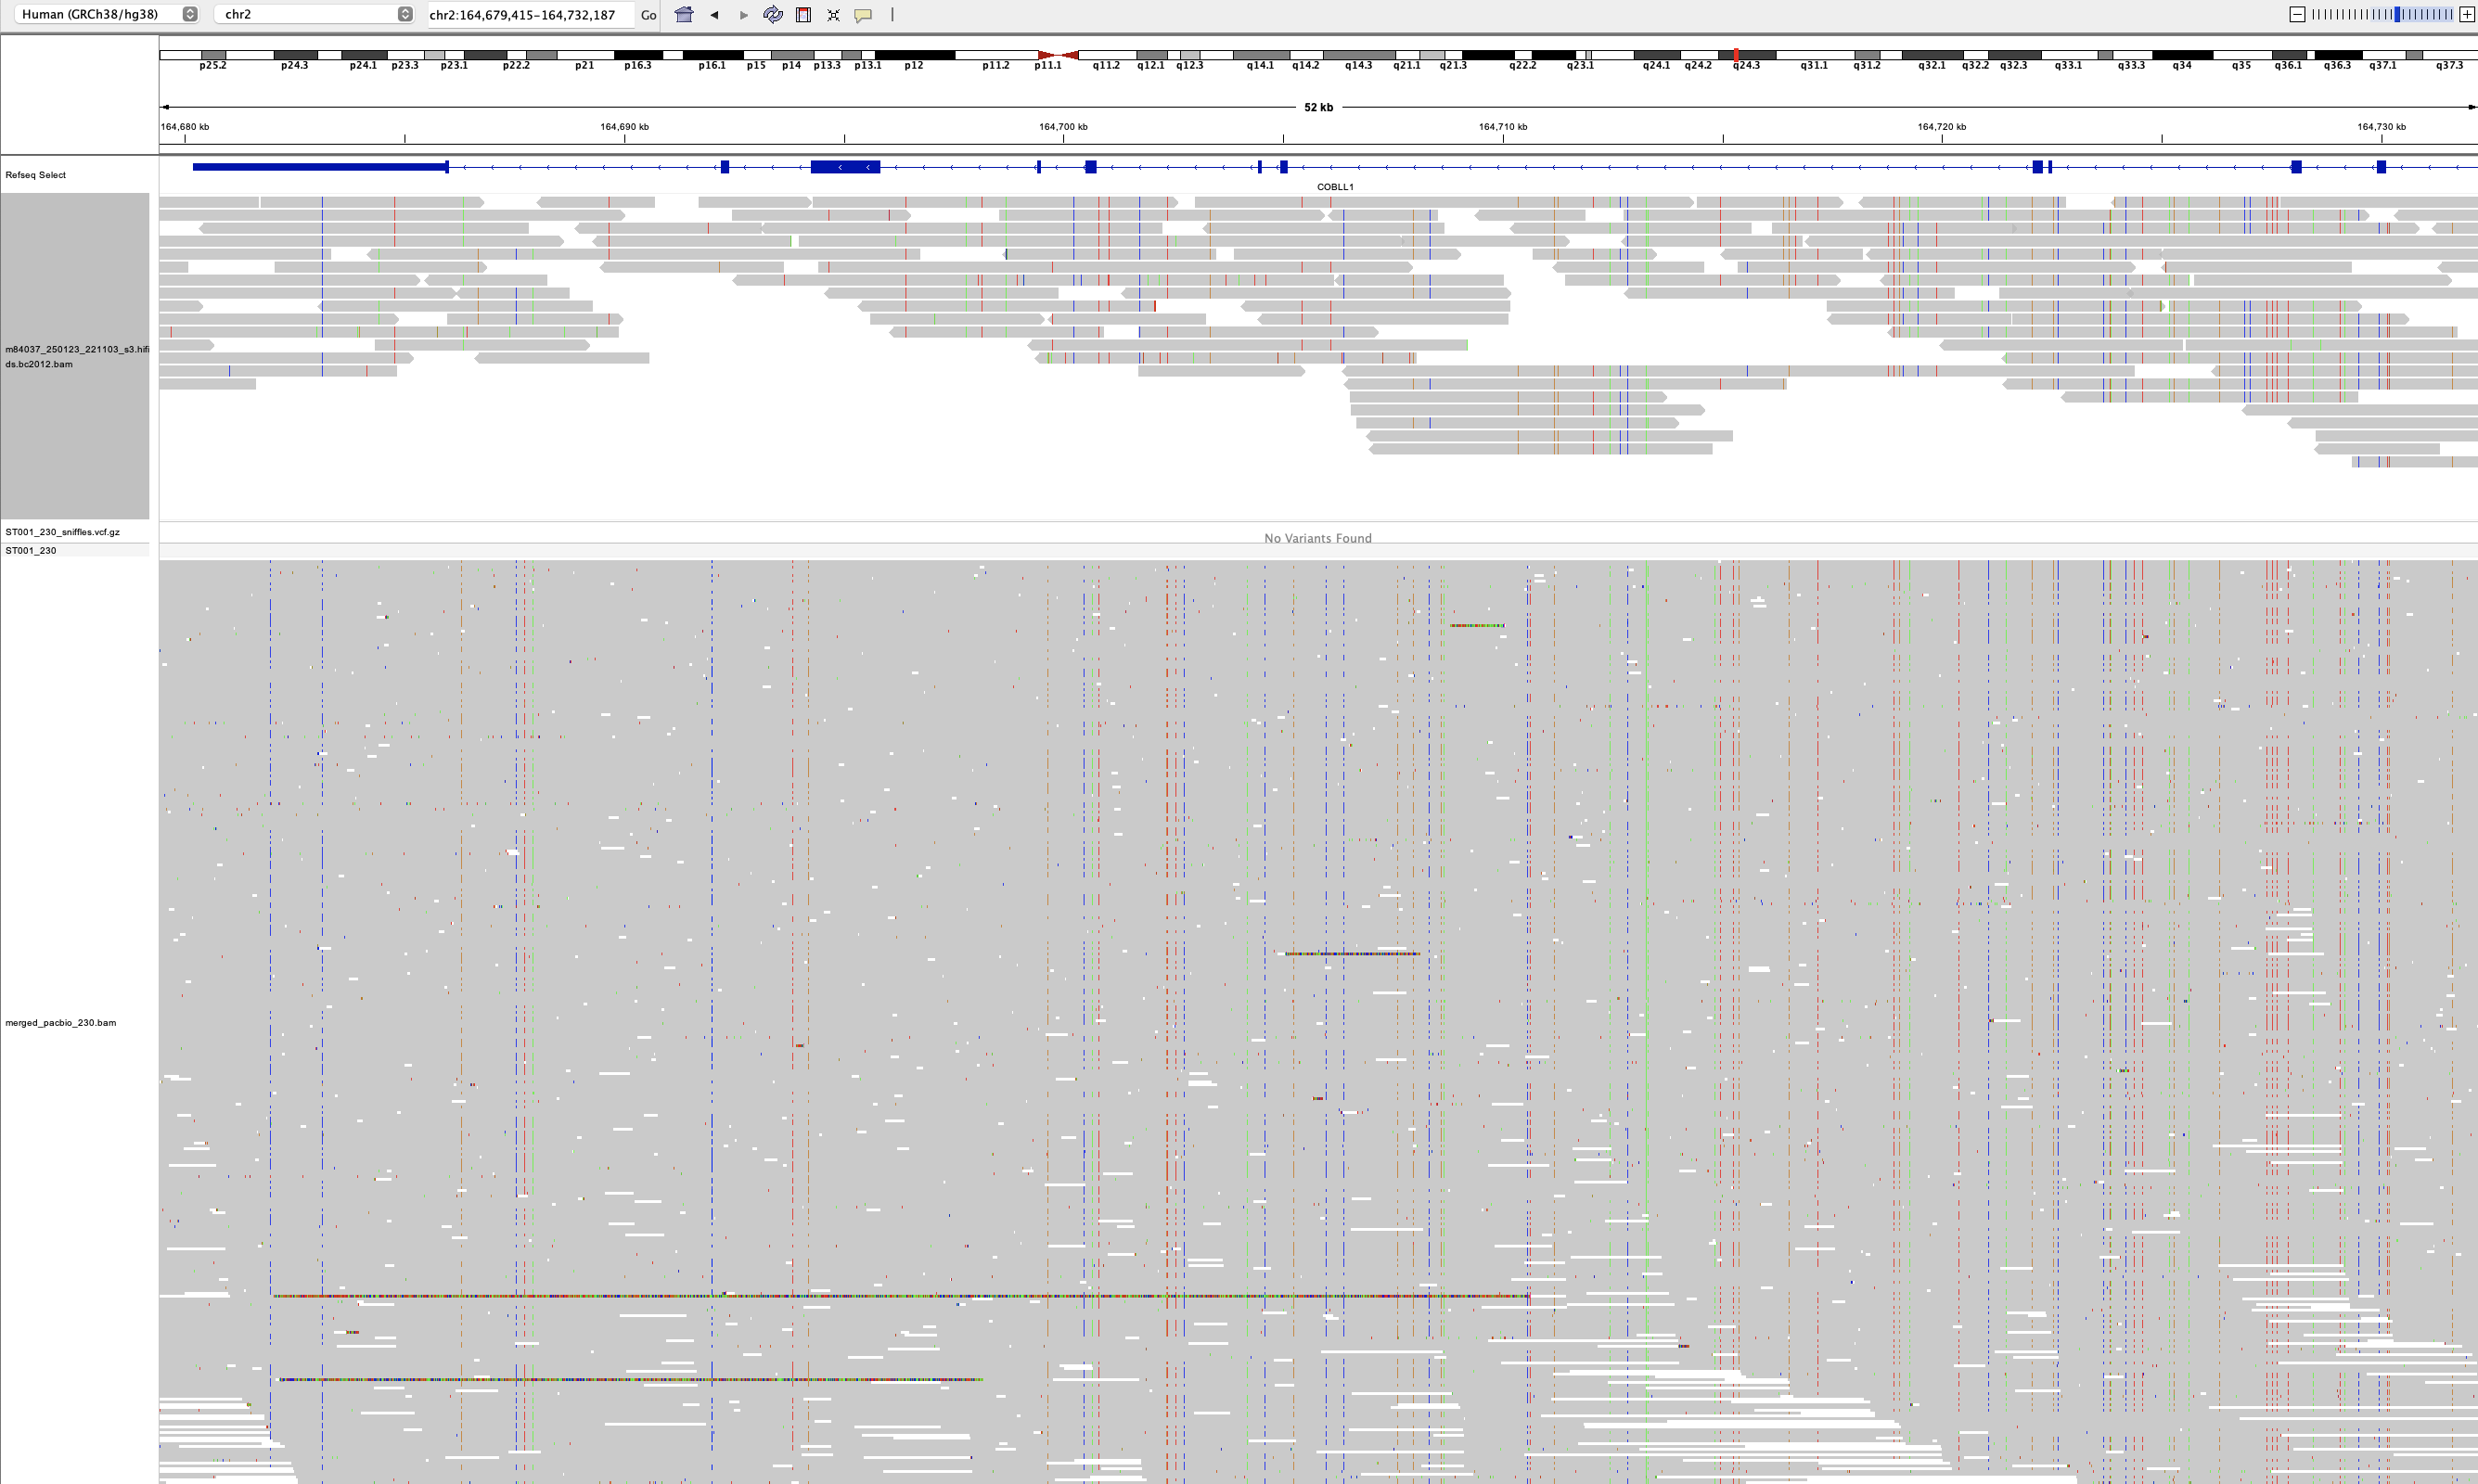 Human (GRCh38/hg38) chr2 chr2:164,679,415-164,732,187 Go
p25.2 p24.3 p24.1 p23.3 p23.1 p22.2 p21 p16.3 p16.1 p15 p14 p13.3 p13.1 p12 p11.2 p11.1 q11.2 q12.1 q12.3 q14.1 q14.2 q14.3 q21.1 q21.3 q22.2 q23.1 q24.1 q24.2 q24.3 q31.1 q31.2 q32.1 q32.2 q32.3 q33.1 q33.3 q34 q35 q36.1 q36.3 q37.1 q37.3
52 kb
164,680 kb 164,690 kb 164,700 kb 164,710 kb 164,720 kb 164,730 kb
Refseq Select
COBLL1
m84037_250123_221103_s3.hifi
ds.bc2012.bam
ST001_230_sniffles.vcf.gz
No Variants Found
ST001_230
merged_pacbio_230.bam